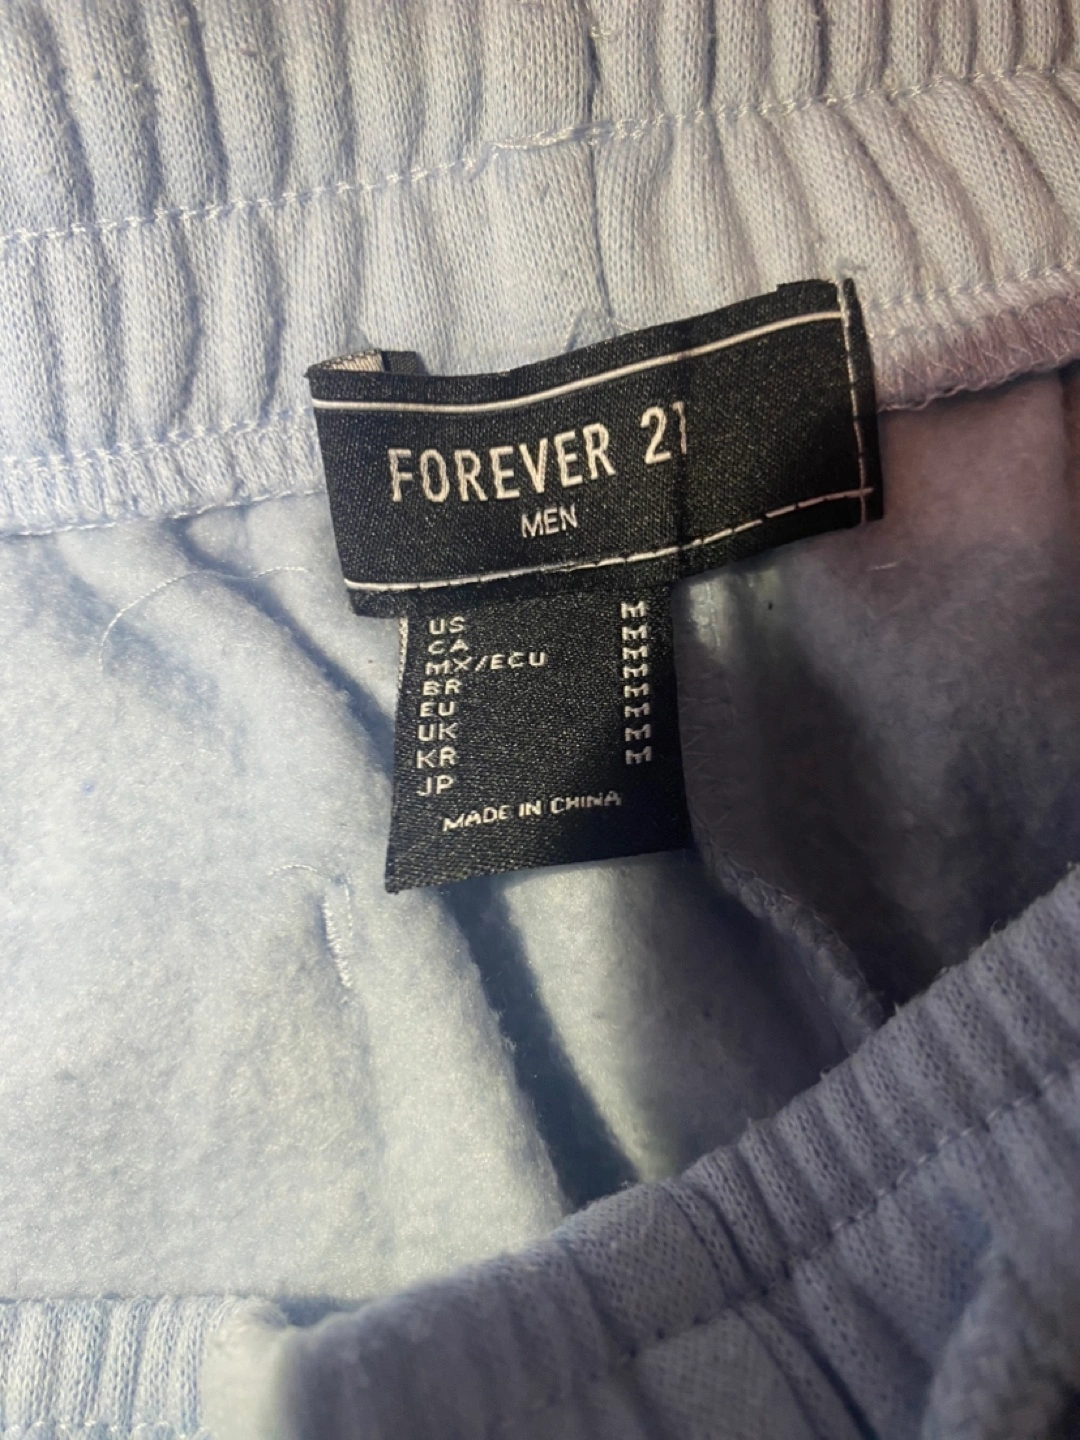 FOREVER 21
MEN
US M
CA M
MX/ECU M
BR M
EU M
UK M
KR M
JP M
MADE IN CHINA